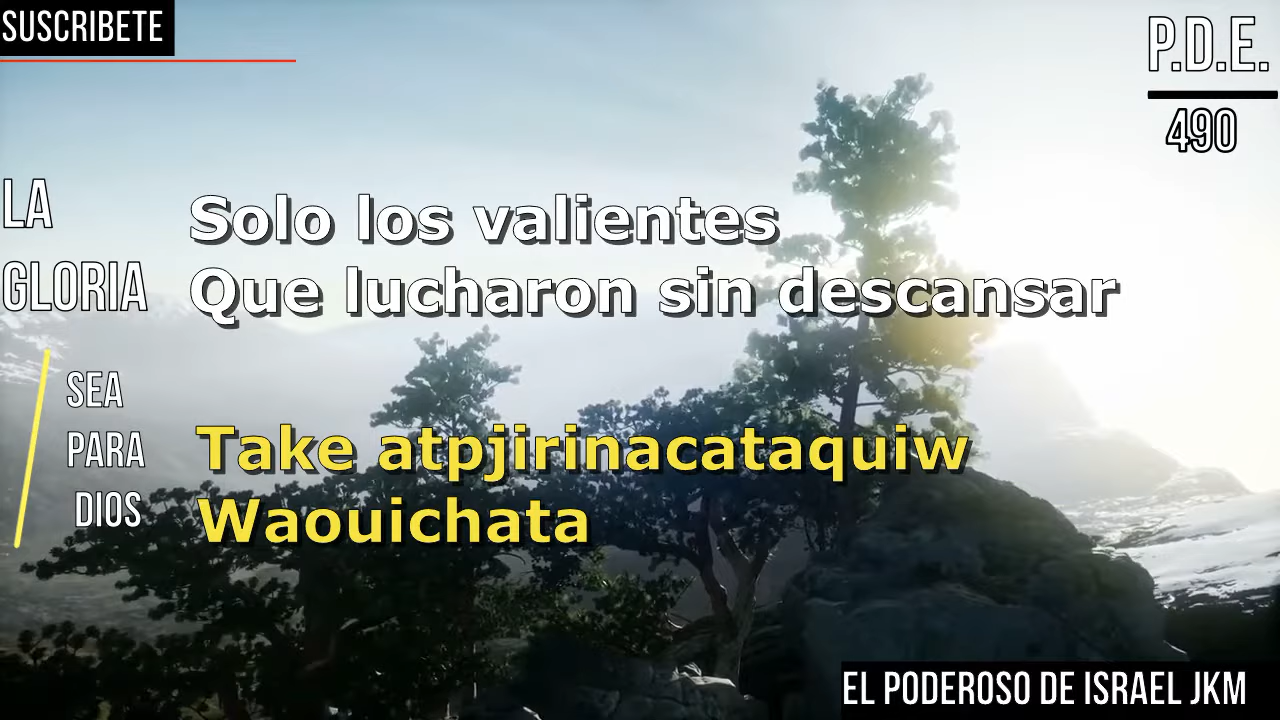 SUSCRIBETE
P.D.E.
490
LA
GLORIA
SEA
PARA
DIOS
Solo los valientes
Que lucharon sin descansar
Take atpjirinacataquiw
Waouichata
EL PODEROSO DE ISRAEL JKM